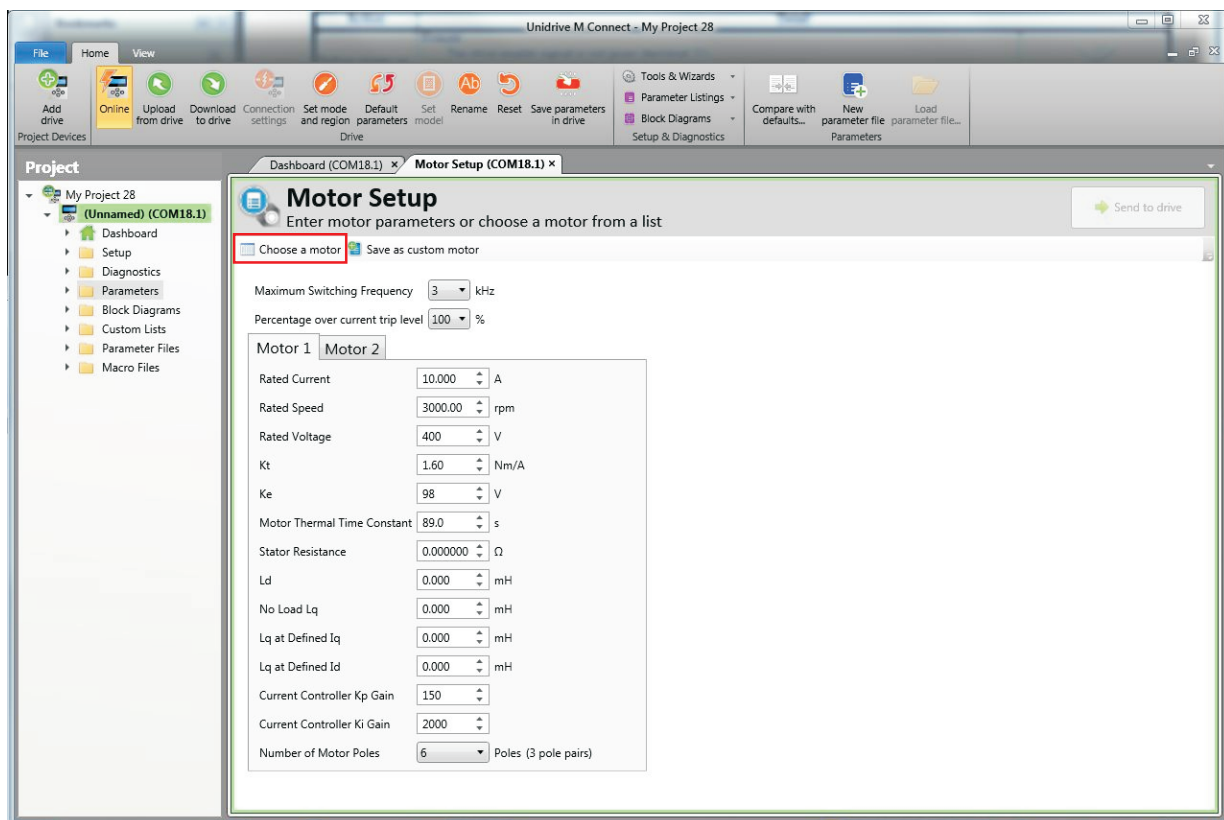 Unidrive M Connect - My Project 28
File Home View
Add drive
Online
Upload from drive
Download to drive
Connection settings
Set mode and region
Default parameters
Set model
Rename
Reset
Save parameters in drive
Tools & Wizards
Parameter Listings
Block Diagrams
Compare with defaults...
New parameter file
Load parameter file...
Project Devices
Drive
Setup & Diagnostics
Parameters
Project
My Project 28
(Unnamed) (COM18.1)
Dashboard
Setup
Diagnostics
Parameters
Block Diagrams
Custom Lists
Parameter Files
Macro Files
Dashboard (COM18.1) × Motor Setup (COM18.1) ×
Motor Setup
Enter motor parameters or choose a motor from a list
Send to drive
Choose a motor Save as custom motor
Maximum Switching Frequency 3 kHz
Percentage over current trip level 100 %
Motor 1 Motor 2
Rated Current 10.000 A
Rated Speed 3000.00 rpm
Rated Voltage 400 V
Kt 1.60 Nm/A
Ke 98 V
Motor Thermal Time Constant 89.0 s
Stator Resistance 0.000000 Ω
Ld 0.000 mH
No Load Lq 0.000 mH
Lq at Defined Iq 0.000 mH
Lq at Defined Id 0.000 mH
Current Controller Kp Gain 150
Current Controller Ki Gain 2000
Number of Motor Poles 6 Poles (3 pole pairs)